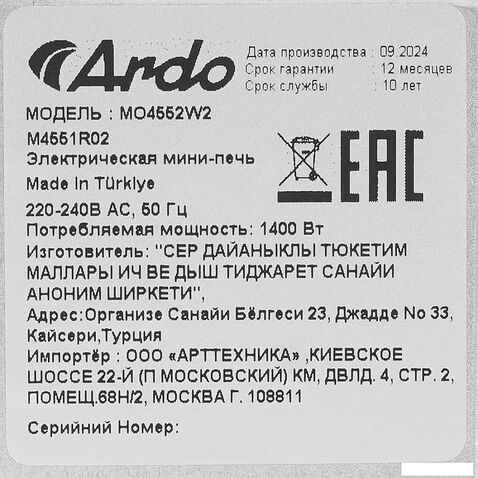 Ardo
Дата производства : 09.2024
Срок гарантии : 12 месяцев
Срок службы : 10 лет
МОДЕЛЬ : MO4552W2
M4551R02
Электрическая мини-печь
Made In Türkiye
220-240В AC, 50 Гц
Потребляемая мощность: 1400 Вт
Изготовитель: "СЕР ДАЙАНЫКЛЫ ТЮКЕТИМ
МАЛЛАРЫ ИЧ ВЕ ДЫШ ТИДЖАРЕТ САНАЙИ
АНОНИМ ШИРКЕТИ",
Адрес:Организе Санайи Бёлгеси 23, Джадде No 33,
Кайсери,Турция
Импортёр : ООО «АРТТЕХНИКА» ,КИЕВСКОЕ
ШОССЕ 22-Й (П МОСКОВСКИЙ) КМ, ДВЛД. 4, СТР. 2,
ПОМЕЩ.68Н/2, МОСКВА Г. 108811
Серийний Номер:
EAC